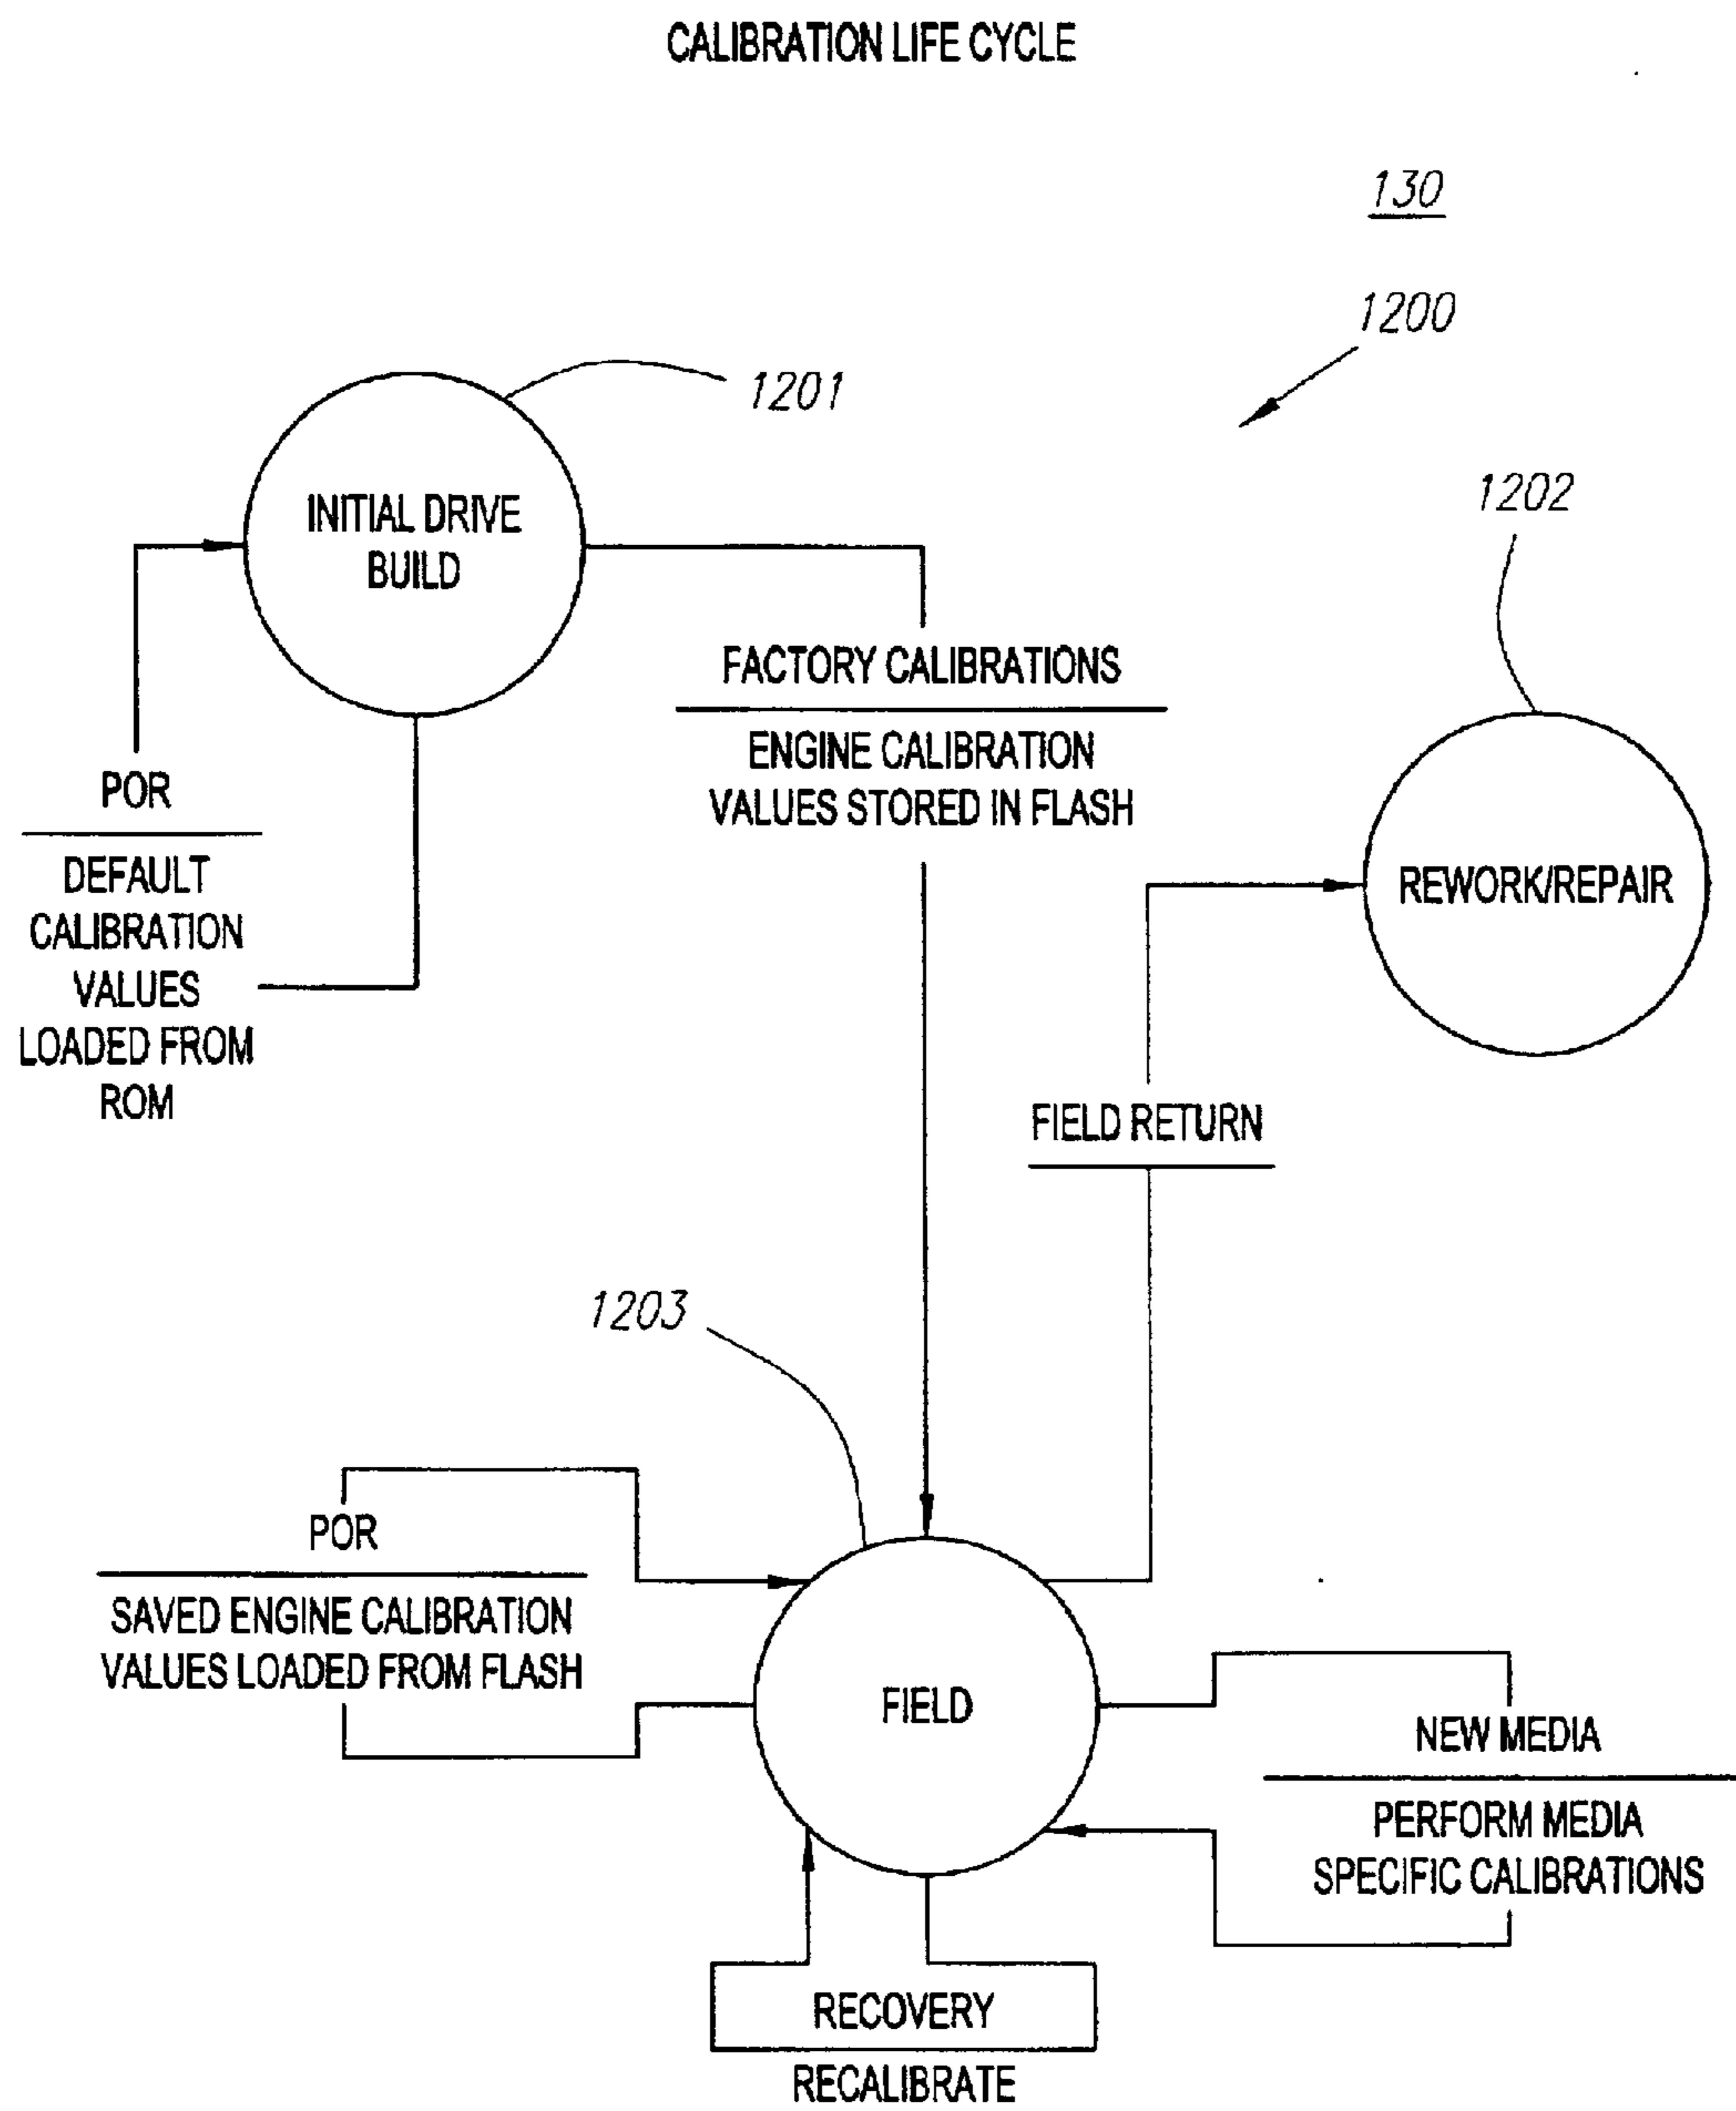 CALIBRATION LIFE CYCLE
130
1200
1201
INITIAL DRIVE
BUILD
1202
FACTORY CALIBRATIONS
ENGINE CALIBRATION
VALUES STORED IN FLASH
POR
DEFAULT
CALIBRATION
VALUES
LOADED FROM
ROM
REWORK/REPAIR
FIELD RETURN
1203
POR
SAVED ENGINE CALIBRATION
VALUES LOADED FROM FLASH
FIELD
NEW MEDIA
PERFORM MEDIA
SPECIFIC CALIBRATIONS
RECOVERY
RECALIBRATE